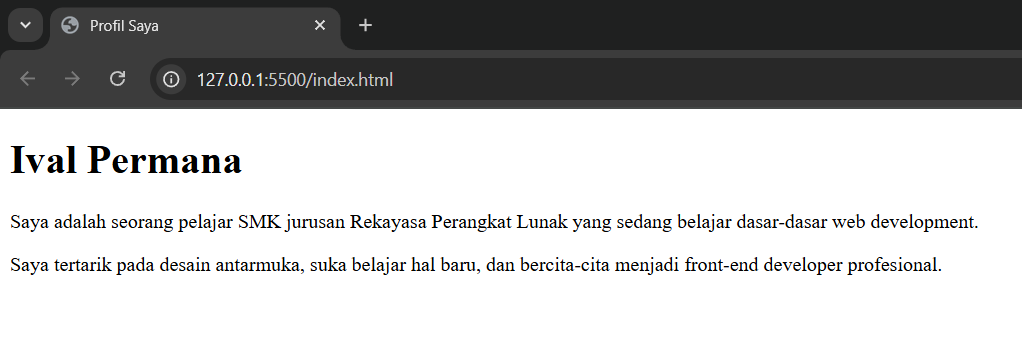 Profil Saya
127.0.0.1:5500/index.html
Ival Permana
Saya adalah seorang pelajar SMK jurusan Rekayasa Perangkat Lunak yang sedang belajar dasar-dasar web development.
Saya tertarik pada desain antarmuka, suka belajar hal baru, dan bercita-cita menjadi front-end developer profesional.